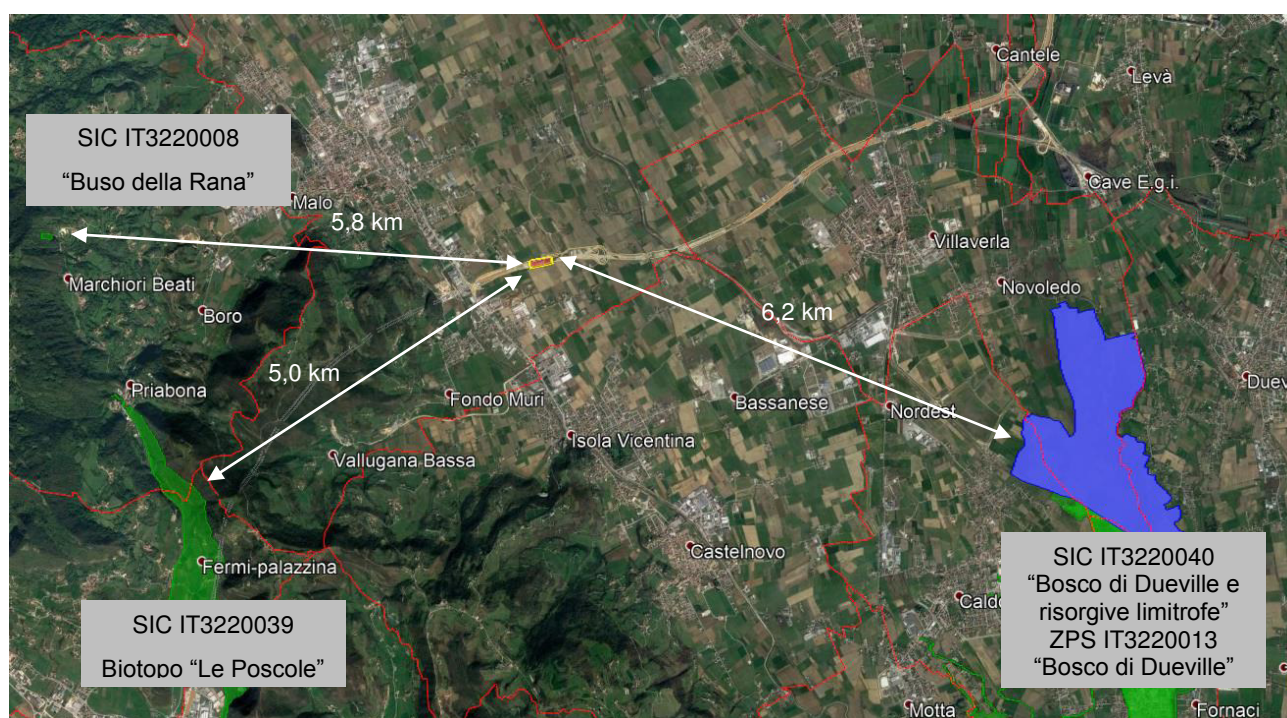 Cantele
Levà
SIC IT3220008
“Buso della Rana”
Cave E.g.i.
Malo
5,8 km
Villaverla
Marchiori Beati
Novoledo
Boro
6,2 km
5,0 km
Priabona
Duev
Fondo Muri
Bassanese
Nordest
Isola Vicentina
Vallugana Bassa
Castelnovo
Fermi-palazzina
SIC IT3220040
“Bosco di Dueville e
risorgive limitrofe”
ZPS IT3220013
“Bosco di Dueville”
Caldo
SIC IT3220039
Biotopo “Le Poscole”
Motta
Fornaci